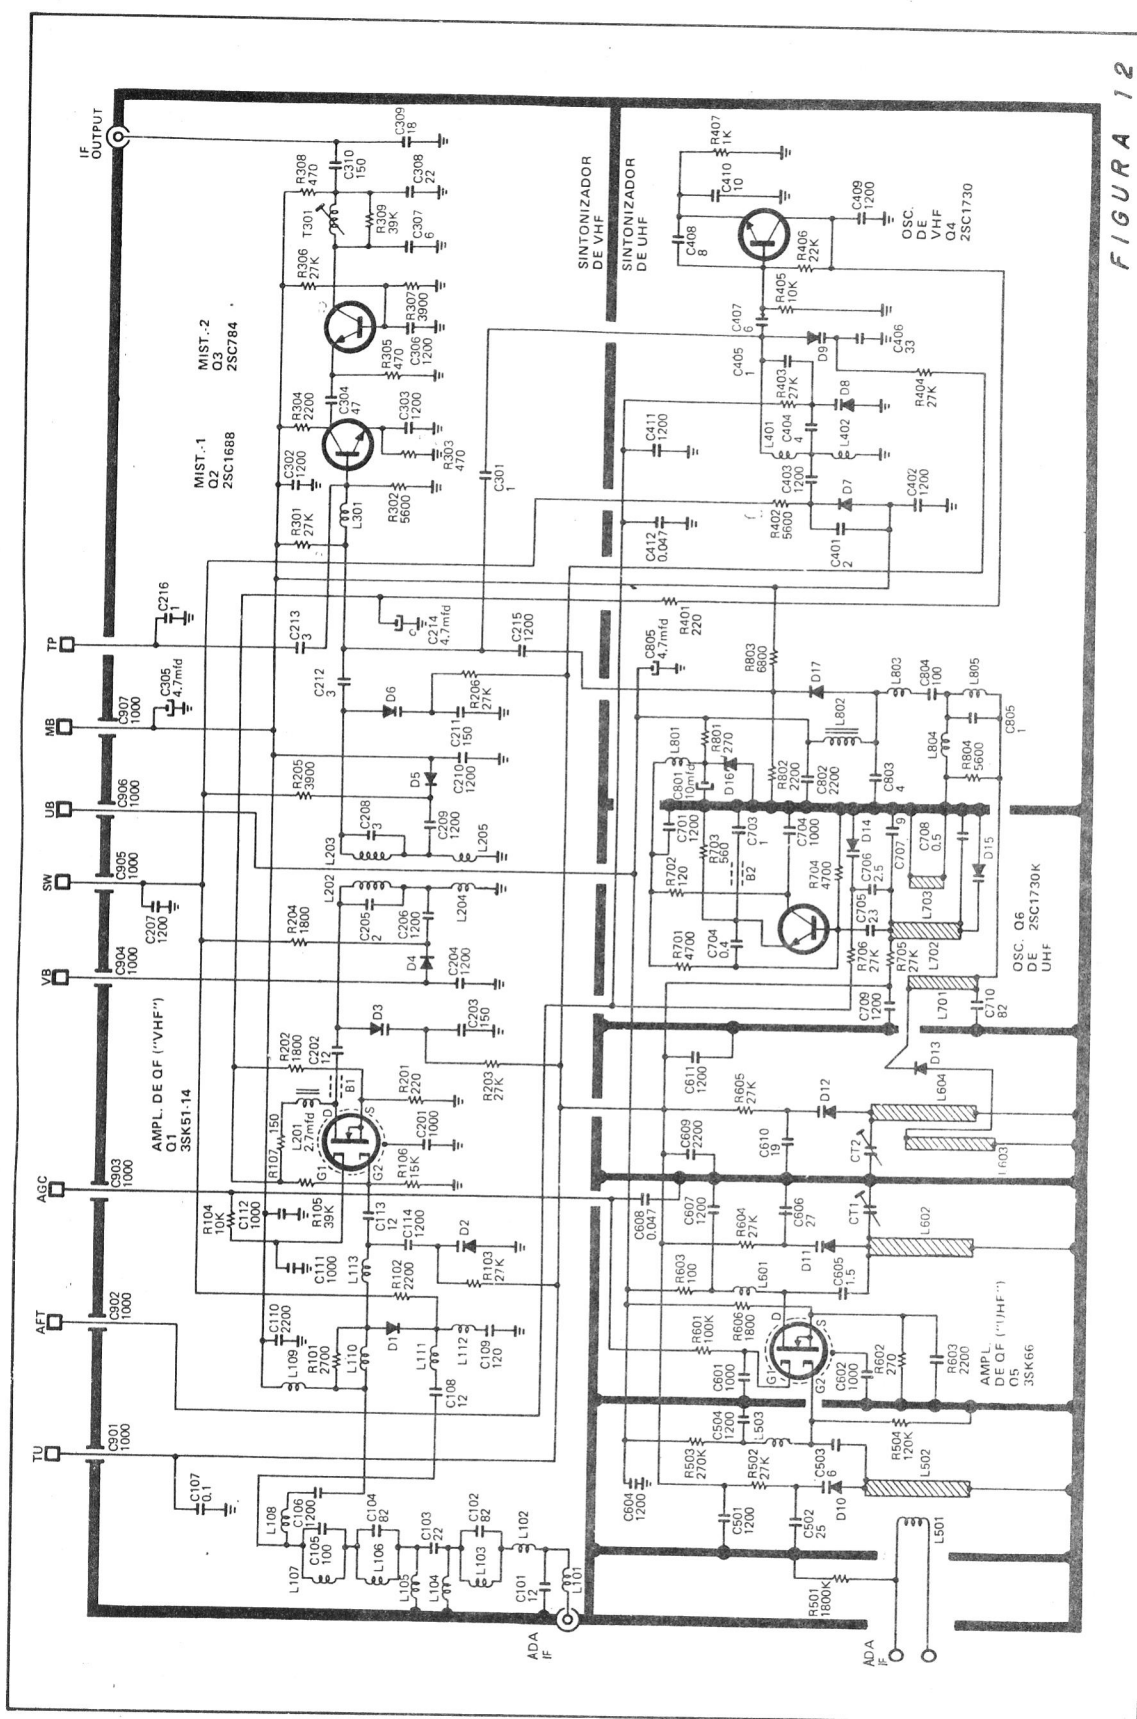 FIGURA 12
TU
AFT
AGC
VB
SW
UB
MB
TP
IF
OUTPUT
C901
1000
C902
1000
C903
1000
C904
1000
C905
1000
C906
1000
C907
1000
C107
0.1
C207
1200
C305
4.7mfd
C216
1
AMPL. DE QF ("VHF")
Q1
3SK51-14
MIST.-1
Q2
2SC1688
MIST.-2
Q3
2SC784
L108
C106
1200
L107
C105
100
C104
82
L106
L105
C103
22
L104
C102
82
L103
L102
C101
12
L101
ADA
IF
L109
C110
2200
R101
2700
L110
D1
L111
L112
C108
12
C109
120
R104
10K
C112
1000
C111
1000
R105
39K
L113
C113
12
C114
1200
R102
2200
D2
R103
27K
R107
150
L201
2.7mfd
G1
G2
D
S
B1
R106
15K
C201
1000
R201
220
R202
1800
C202
12
D3
C203
150
R203
27K
R204
1800
D4
C204
1200
L202
C205
2
C206
1200
L204
L203
C208
3
C209
1200
L205
R205
3900
D5
C210
1200
C211
150
D6
R206
27K
C212
3
C213
3
C214
4.7mfd
C215
1200
R301
27K
L301
C302
1200
R302
5600
R303
470
C303
1200
R304
2200
C304
47
R305
470
C306
1200
R307
3900
R306
27K
T301
R309
39K
C307
6
R308
470
C308
22
C310
150
C309
18
C301
1
SINTONIZADOR
DE VHF
SINTONIZADOR
DE UHF
ADA
IF
L501
R501
1800K
C501
1200
C502
25
R502
27K
D10
C503
6
R503
270K
L503
C504
1200
C604
1200
L502
R504
120K
C601
1000
R601
100K
R606
1800
G1
G2
D
S
C602
1000
R602
270
R603
2200
AMPL.
DE QF ("UHF")
Q5
3SK66
R603
100
L601
C605
1.5
C608
0.047
C607
1200
R604
27K
C606
27
D11
CT1
L602
C609
2200
C610
19
C611
1200
R605
27K
D12
CT2
L604
L603
D13
C709
1200
L701
C710
82
R701
4700
R702
120
C701
1200
R703
560
C703
1
B2
C704
0.4
C704
1000
R704
4700
R706
27K
R705
27K
C705
23
C706
2.5
D14
C707
9
C708
0.5
L703
L702
D15
OSC. Q6
DE 2SC1730K
UHF
L801
C801
10mfd
R801
270
D16
R802
2200
C802
2200
L802
C803
4
C805
4.7mfd
R803
6800
D17
L803
C804
100
L804
L805
R804
5600
C805
1
R401
220
C412
0.047
C411
1200
R402
5600
C401
2
D7
C402
1200
C403
1200
L401
L402
C404
4
R403
27K
D8
C405
1
D9
C406
33
R404
27K
C407
6
R405
10K
R406
22K
C408
8
C410
10
R407
1K
C409
1200
OSC.
DE
VHF
Q4
2SC1730